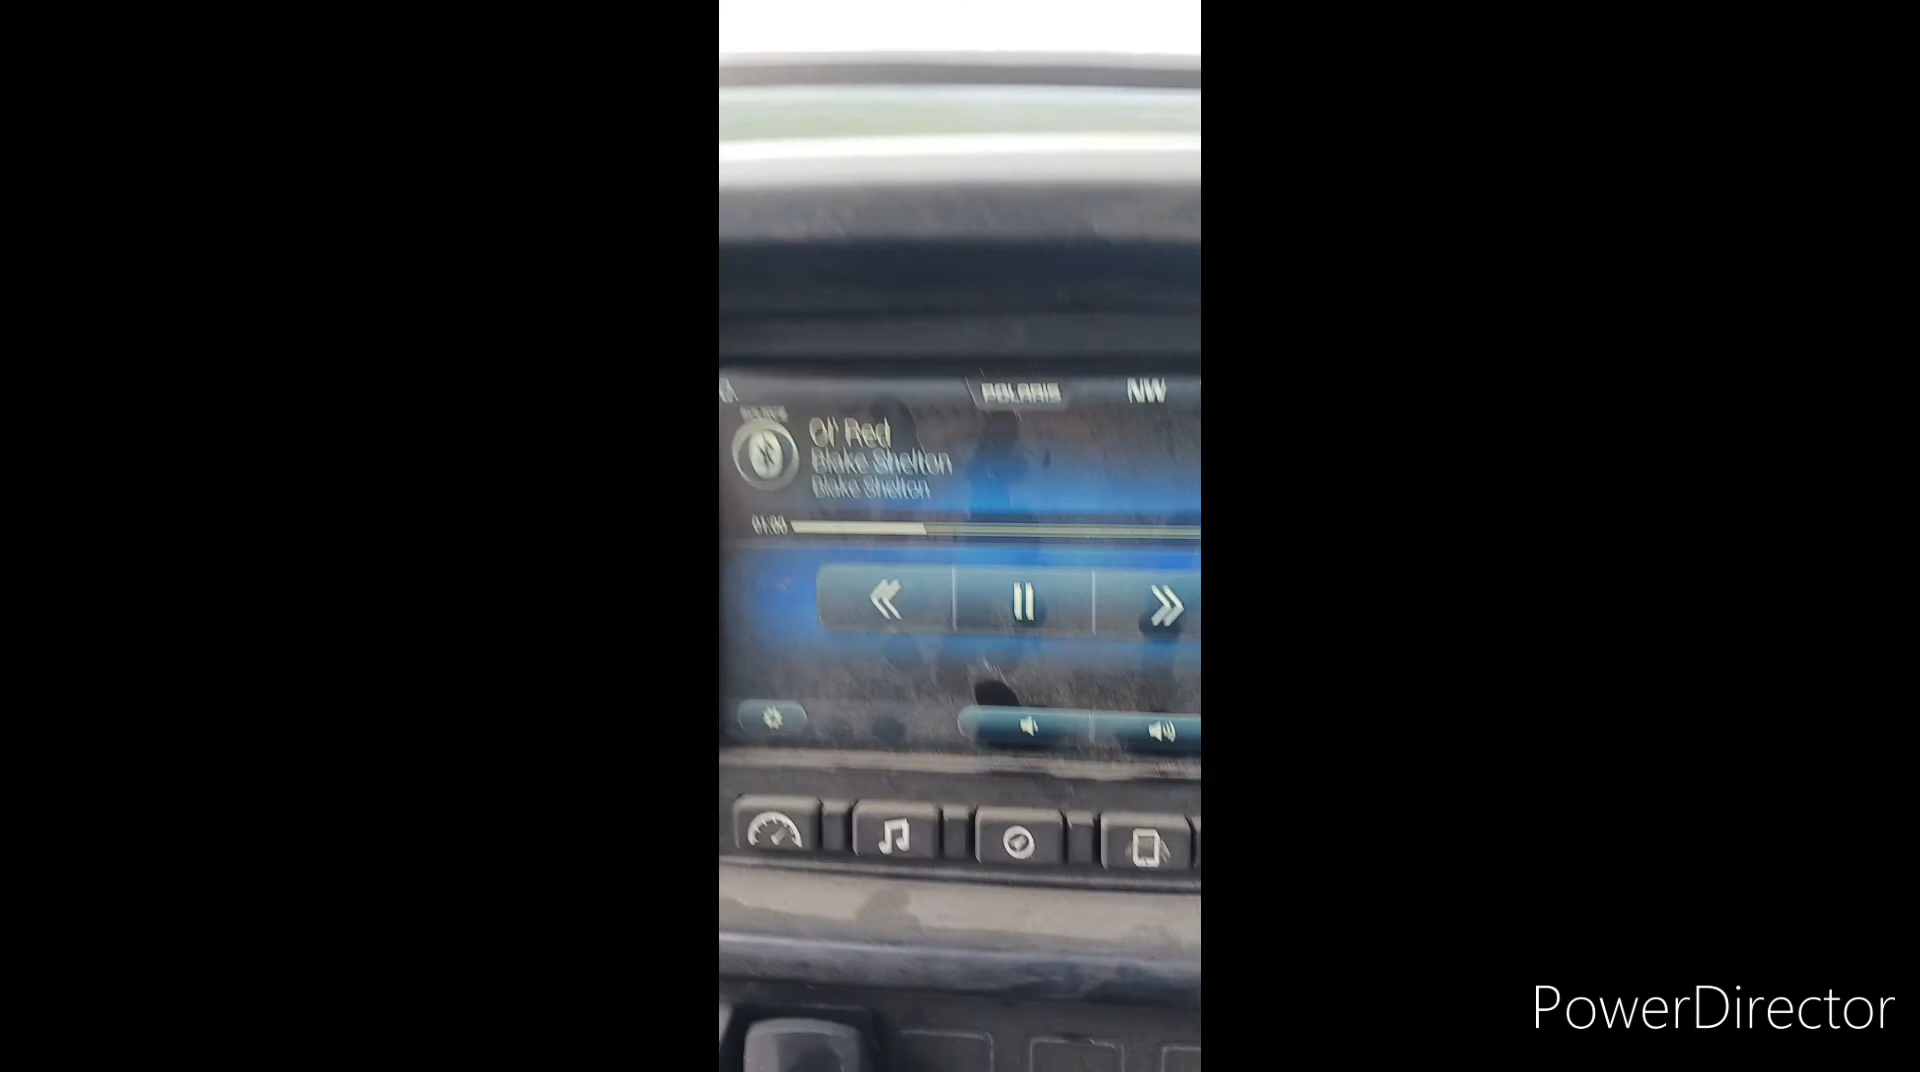 POLARIS
NW
Ol' Red
Blake Shelton
Blake Shelton
PowerDirector